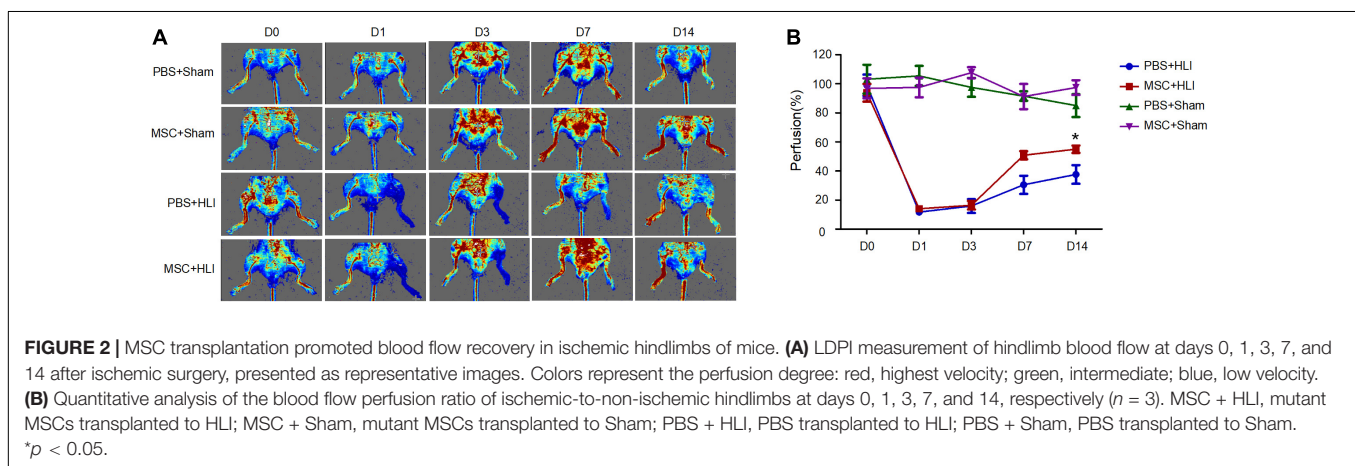 A
D0 D1 D3 D7 D14
PBS+Sham
MSC+Sham
PBS+HLI
MSC+HLI
B
Perfusion(%)
120
100
80
60
40
20
0
D0 D1 D3 D7 D14
*
PBS+HLI
MSC+HLI
PBS+Sham
MSC+Sham
FIGURE 2 | MSC transplantation promoted blood flow recovery in ischemic hindlimbs of mice. (A) LDPI measurement of hindlimb blood flow at days 0, 1, 3, 7, and
14 after ischemic surgery, presented as representative images. Colors represent the perfusion degree: red, highest velocity; green, intermediate; blue, low velocity.
(B) Quantitative analysis of the blood flow perfusion ratio of ischemic-to-non-ischemic hindlimbs at days 0, 1, 3, 7, and 14, respectively (n = 3). MSC + HLI, mutant
MSCs transplanted to HLI; MSC + Sham, mutant MSCs transplanted to Sham; PBS + HLI, PBS transplanted to HLI; PBS + Sham, PBS transplanted to Sham.
*p < 0.05.